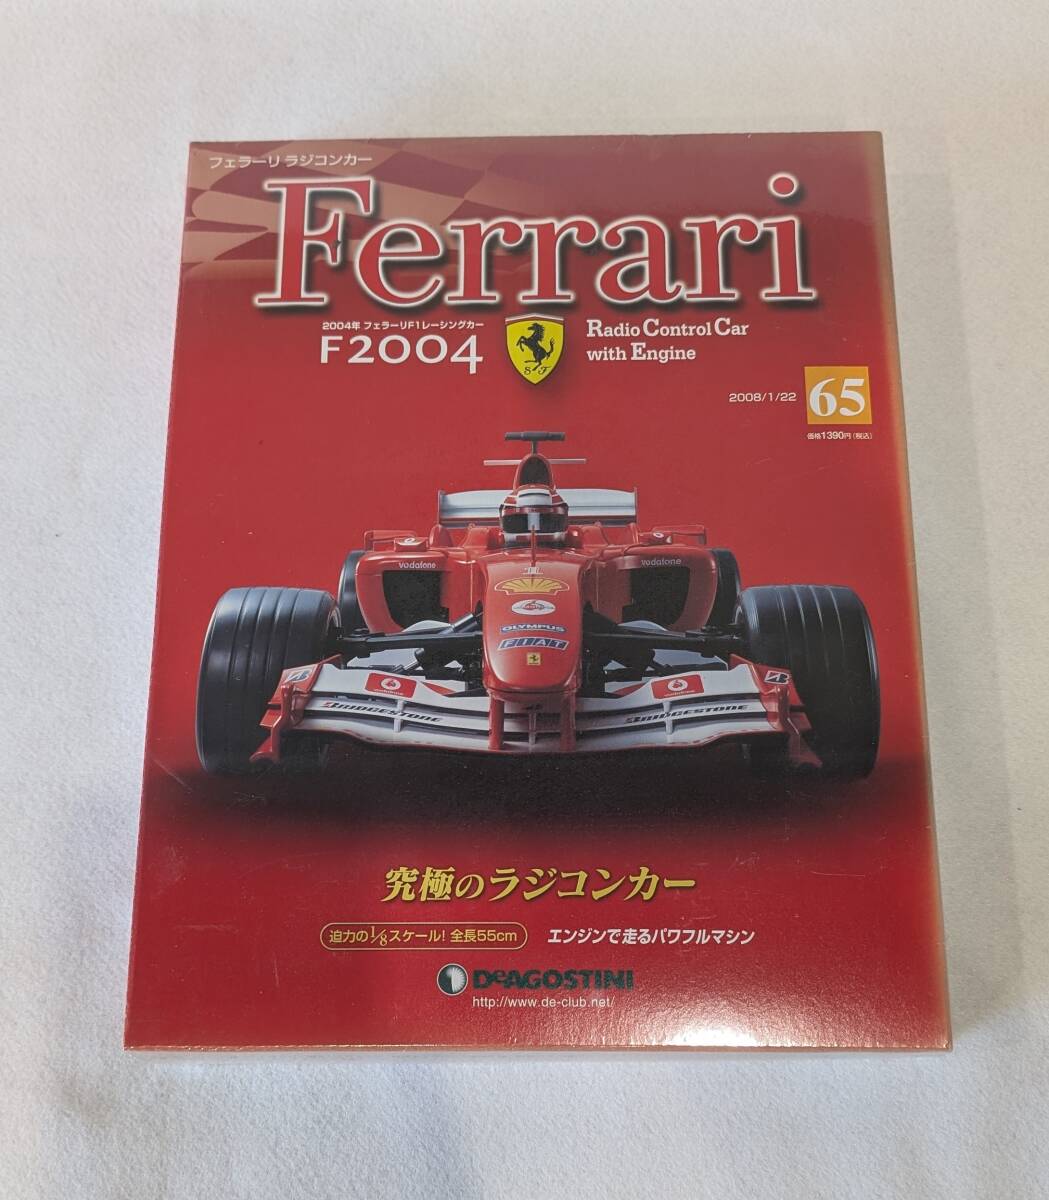 フェラーリ ラジコンカー
Ferrari
2004年 フェラーリF1レーシングカー
F2004
S F
Radio Control Car
with Engine
2008/1/22
65
価格1390円(税込)
vodafone
vodafone
1
OLYMPUS
FIAT
vodafone
BRIDGESTONE
BRIDGESTONE
究極のラジコンカー
迫力の1/8スケール! 全長55cm
エンジンで走るパワフルマシン
DeAGOSTINI
http://www.de-club.net/